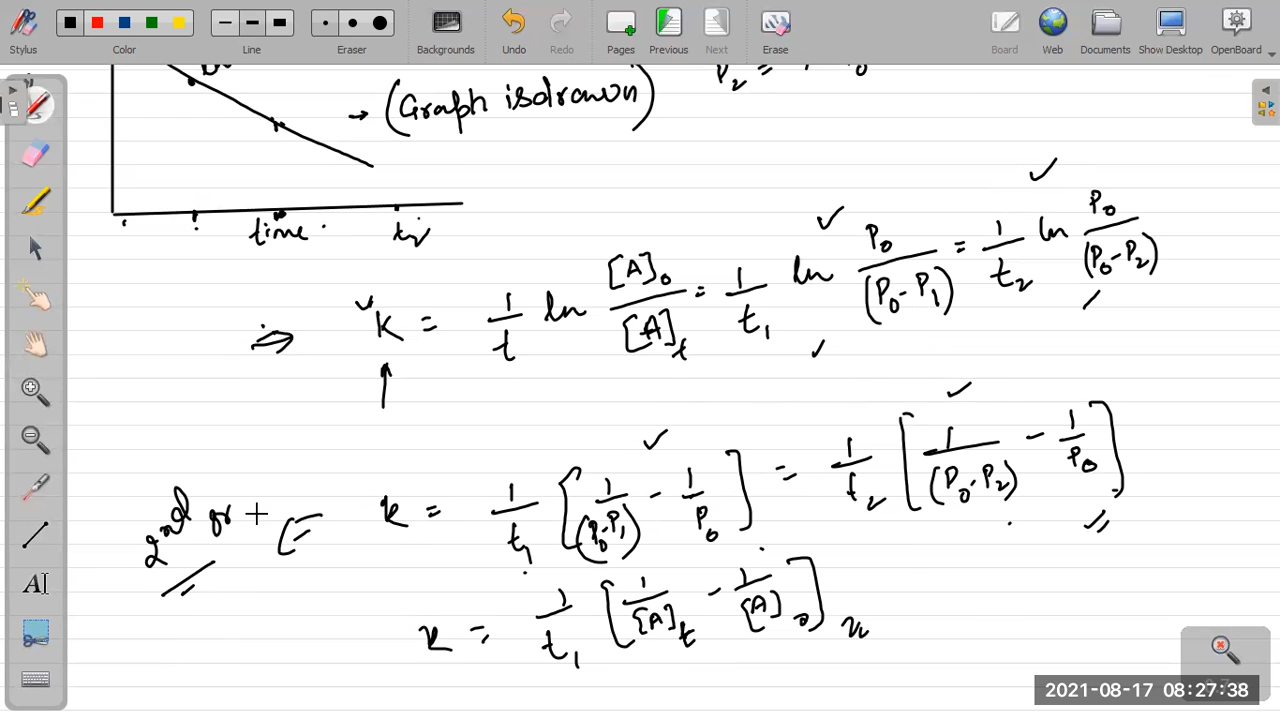 Stylus Color Line Eraser Backgrounds Undo Redo Pages Previous Next Erase Board Web Documents Show Desktop OpenBoard
P₂ =
→ (Graph is drawn)
time t₂
⇒ K = 1/t ln [A]₀/[A]t = 1/t₁ ln P₀/(P₀-P₁) = 1/t₂ ln P₀/(P₀-P₂)
2nd or k = 1/t₁ [1/(P₀-P₁) - 1/P₀] = 1/t₂ [1/(P₀-P₂) - 1/P₀]
k = 1/t₁ [1/[A]t - 1/[A]₀]
2021-08-17 08:27:38